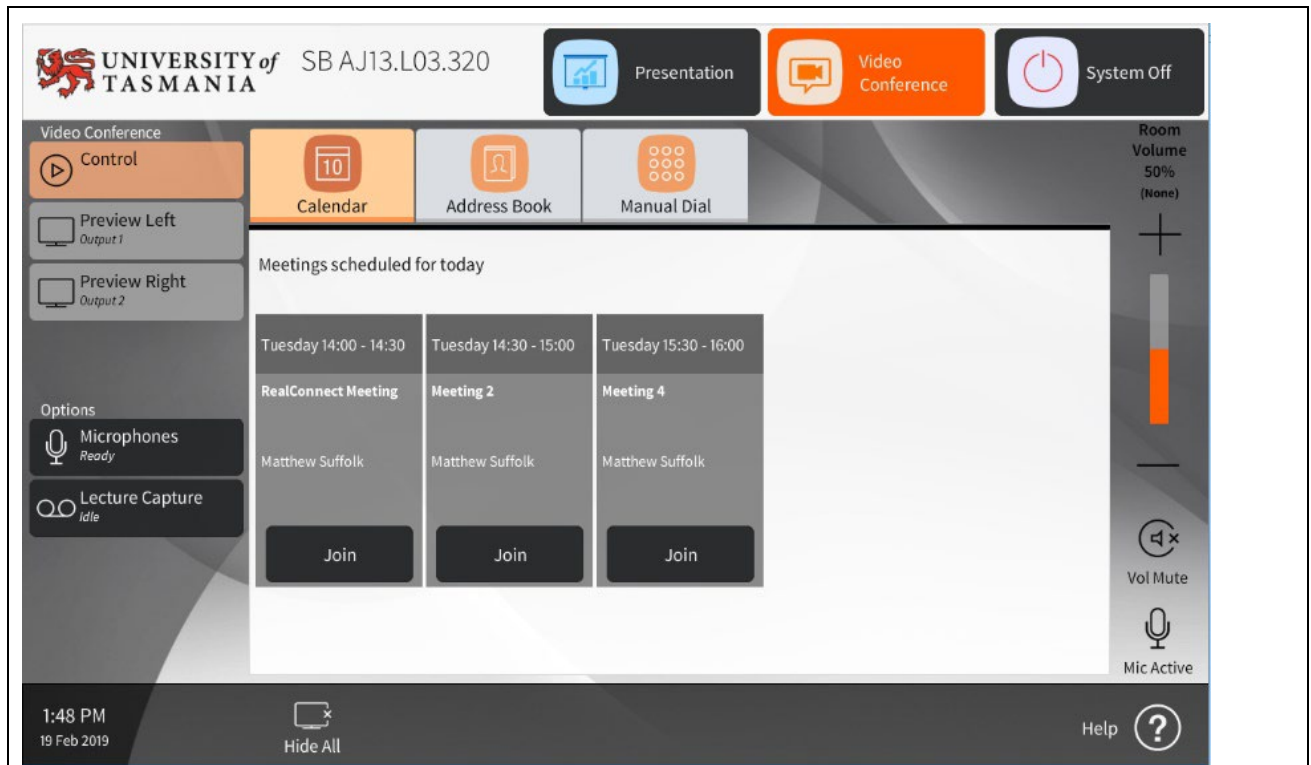 UNIVERSITY of
TASMANIA
SB AJ13.L03.320
Presentation
Video
Conference
System Off
Video Conference
Control
Preview Left
Output 1
Preview Right
Output 2
Options
Microphones
Ready
Lecture Capture
Idle
10
Calendar
Address Book
Manual Dial
Meetings scheduled for today
Tuesday 14:00 - 14:30
RealConnect Meeting
Matthew Suffolk
Join
Tuesday 14:30 - 15:00
Meeting 2
Matthew Suffolk
Join
Tuesday 15:30 - 16:00
Meeting 4
Matthew Suffolk
Join
Room
Volume
50%
(None)
Vol Mute
Mic Active
1:48 PM
19 Feb 2019
Hide All
Help
?